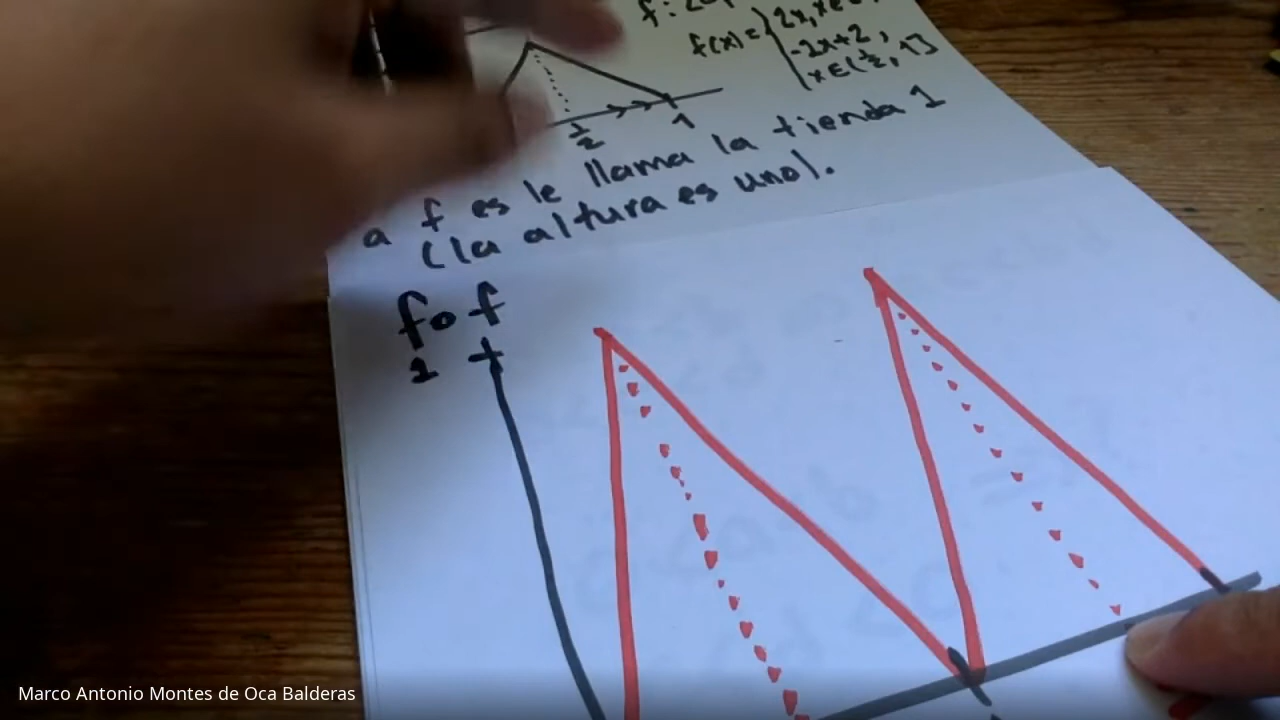 f(x)= { 2x,
-2x+2,
x∈(½, 1]
½
1
a f es le llama la tienda 1
(la altura es uno).
fof
1
Marco Antonio Montes de Oca Balderas